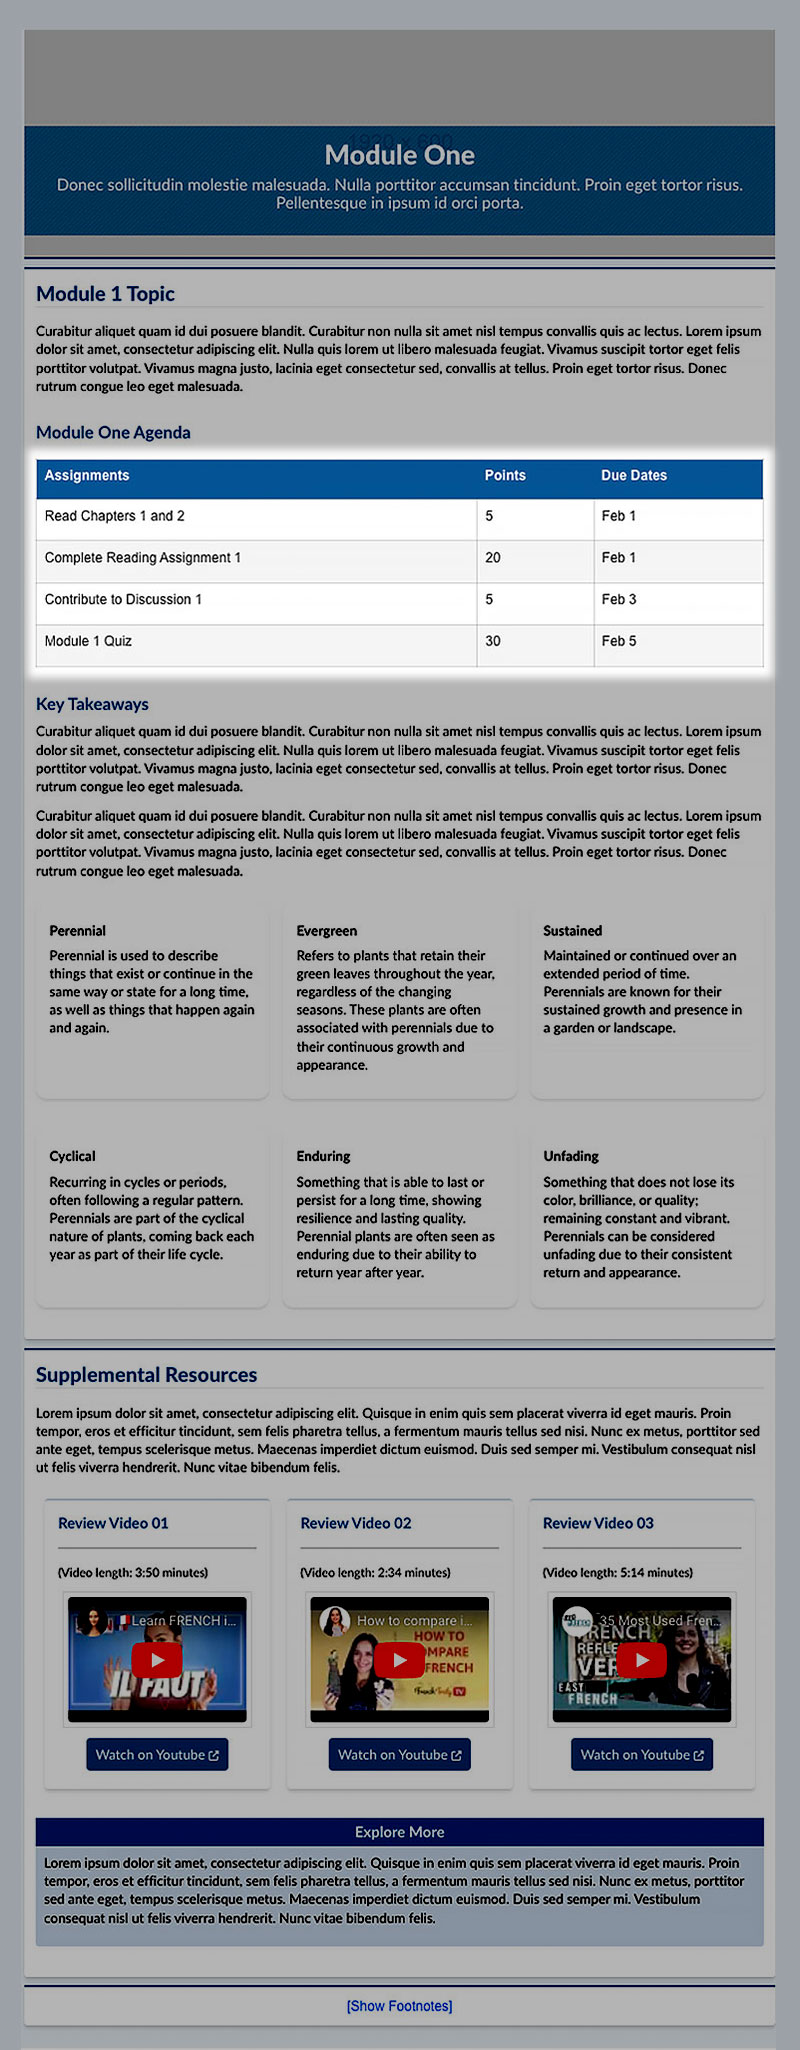 1920 x 600
Module One
Donec sollicitudin molestie malesuada. Nulla porttitor accumsan tincidunt. Proin eget tortor risus.
Pellentesque in ipsum id orci porta.
Module 1 Topic
Curabitur aliquet quam id dui posuere blandit. Curabitur non nulla sit amet nisl tempus convallis quis ac lectus. Lorem ipsum
dolor sit amet, consectetur adipiscing elit. Nulla quis lorem ut libero malesuada feugiat. Vivamus suscipit tortor eget felis
porttitor volutpat. Vivamus magna justo, lacinia eget consectetur sed, convallis at tellus. Proin eget tortor risus. Donec
rutrum congue leo eget malesuada.
Module One Agenda
Assignments Points Due Dates
Read Chapters 1 and 2 5 Feb 1
Complete Reading Assignment 1 20 Feb 1
Contribute to Discussion 1 5 Feb 3
Module 1 Quiz 30 Feb 5
Key Takeaways
Curabitur aliquet quam id dui posuere blandit. Curabitur non nulla sit amet nisl tempus convallis quis ac lectus. Lorem ipsum
dolor sit amet, consectetur adipiscing elit. Nulla quis lorem ut libero malesuada feugiat. Vivamus suscipit tortor eget felis
porttitor volutpat. Vivamus magna justo, lacinia eget consectetur sed, convallis at tellus. Proin eget tortor risus. Donec
rutrum congue leo eget malesuada.
Curabitur aliquet quam id dui posuere blandit. Curabitur non nulla sit amet nisl tempus convallis quis ac lectus. Lorem ipsum
dolor sit amet, consectetur adipiscing elit. Nulla quis lorem ut libero malesuada feugiat. Vivamus suscipit tortor eget felis
porttitor volutpat. Vivamus magna justo, lacinia eget consectetur sed, convallis at tellus. Proin eget tortor risus. Donec
rutrum congue leo eget malesuada.
Perennial
Perennial is used to describe
things that exist or continue in the
same way or state for a long time,
as well as things that happen again
and again.
Evergreen
Refers to plants that retain their
green leaves throughout the year,
regardless of the changing
seasons. These plants are often
associated with perennials due to
their continuous growth and
appearance.
Sustained
Maintained or continued over an
extended period of time.
Perennials are known for their
sustained growth and presence in
a garden or landscape.
Cyclical
Recurring in cycles or periods,
often following a regular pattern.
Perennials are part of the cyclical
nature of plants, coming back each
year as part of their life cycle.
Enduring
Something that is able to last or
persist for a long time, showing
resilience and lasting quality.
Perennial plants are often seen as
enduring due to their ability to
return year after year.
Unfading
Something that does not lose its
color, brilliance, or quality;
remaining constant and vibrant.
Perennials can be considered
unfading due to their consistent
return and appearance.
Supplemental Resources
Lorem ipsum dolor sit amet, consectetur adipiscing elit. Quisque in enim quis sem placerat viverra id eget mauris. Proin
tempor, eros et efficitur tincidunt, sem felis pharetra tellus, a fermentum mauris tellus sed nisi. Nunc ex metus, porttitor sed
ante eget, tempus scelerisque metus. Maecenas imperdiet dictum euismod. Duis sed semper mi. Vestibulum consequat nisl
ut felis viverra hendrerit. Nunc vitae bibendum felis.
Review Video 01
(Video length: 3:50 minutes)
Learn FRENCH i...
IL FAUT
Watch on Youtube
Review Video 02
(Video length: 2:34 minutes)
How to compare i...
HOW TO
COMPARE
FRENCH
Watch on Youtube
Review Video 03
(Video length: 5:14 minutes)
35 Most Used Fren...
FRENCH
EASY
FRENCH
Watch on Youtube
Explore More
Lorem ipsum dolor sit amet, consectetur adipiscing elit. Quisque in enim quis sem placerat viverra id eget mauris. Proin
tempor, eros et efficitur tincidunt, sem felis pharetra tellus, a fermentum mauris tellus sed nisi. Nunc ex metus, porttitor
sed ante eget, tempus scelerisque metus. Maecenas imperdiet dictum euismod. Duis sed semper mi. Vestibulum
consequat nisl ut felis viverra hendrerit. Nunc vitae bibendum felis.
[Show Footnotes]